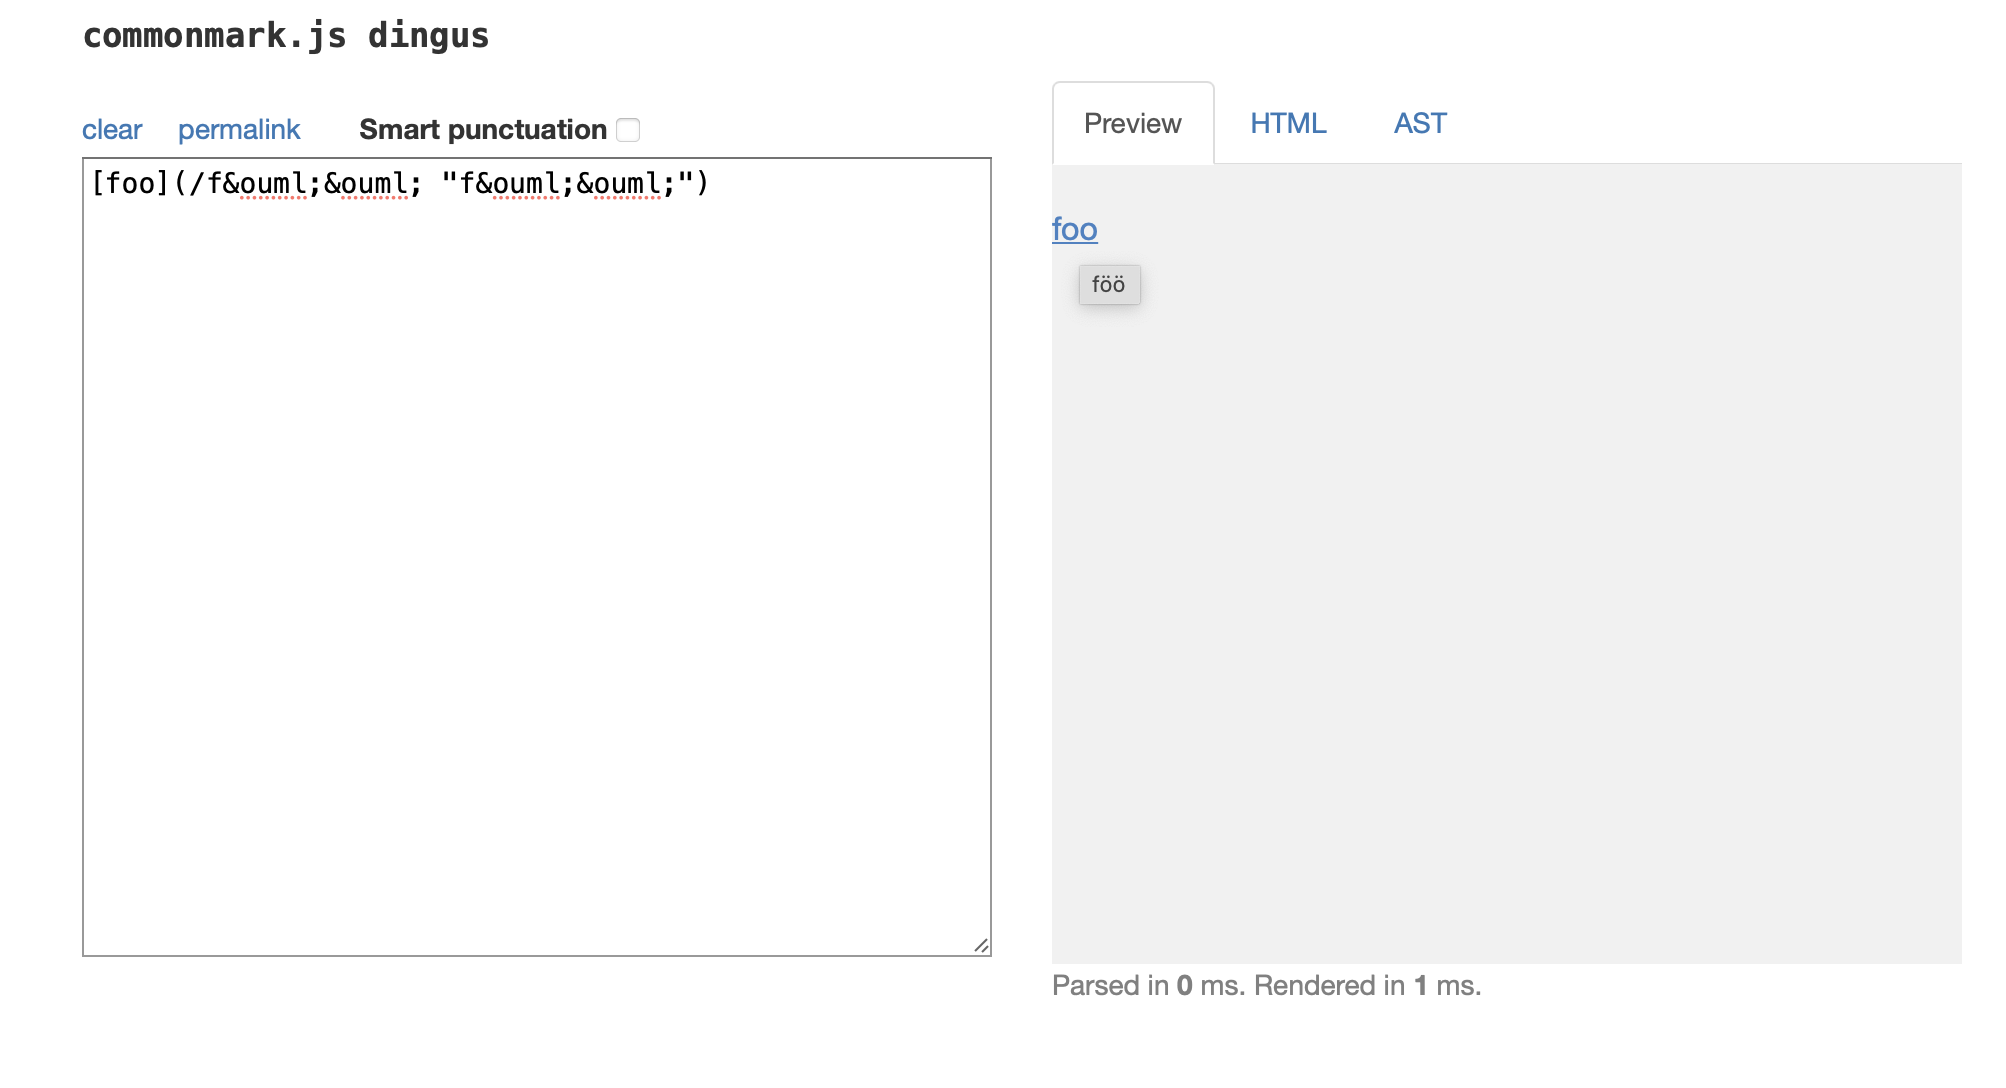 commonmark.js dingus
clear permalink Smart punctuation
[foo](/f&ouml;&ouml; "f&ouml;&ouml;")
Preview HTML AST
foo
föö
Parsed in 0 ms. Rendered in 1 ms.